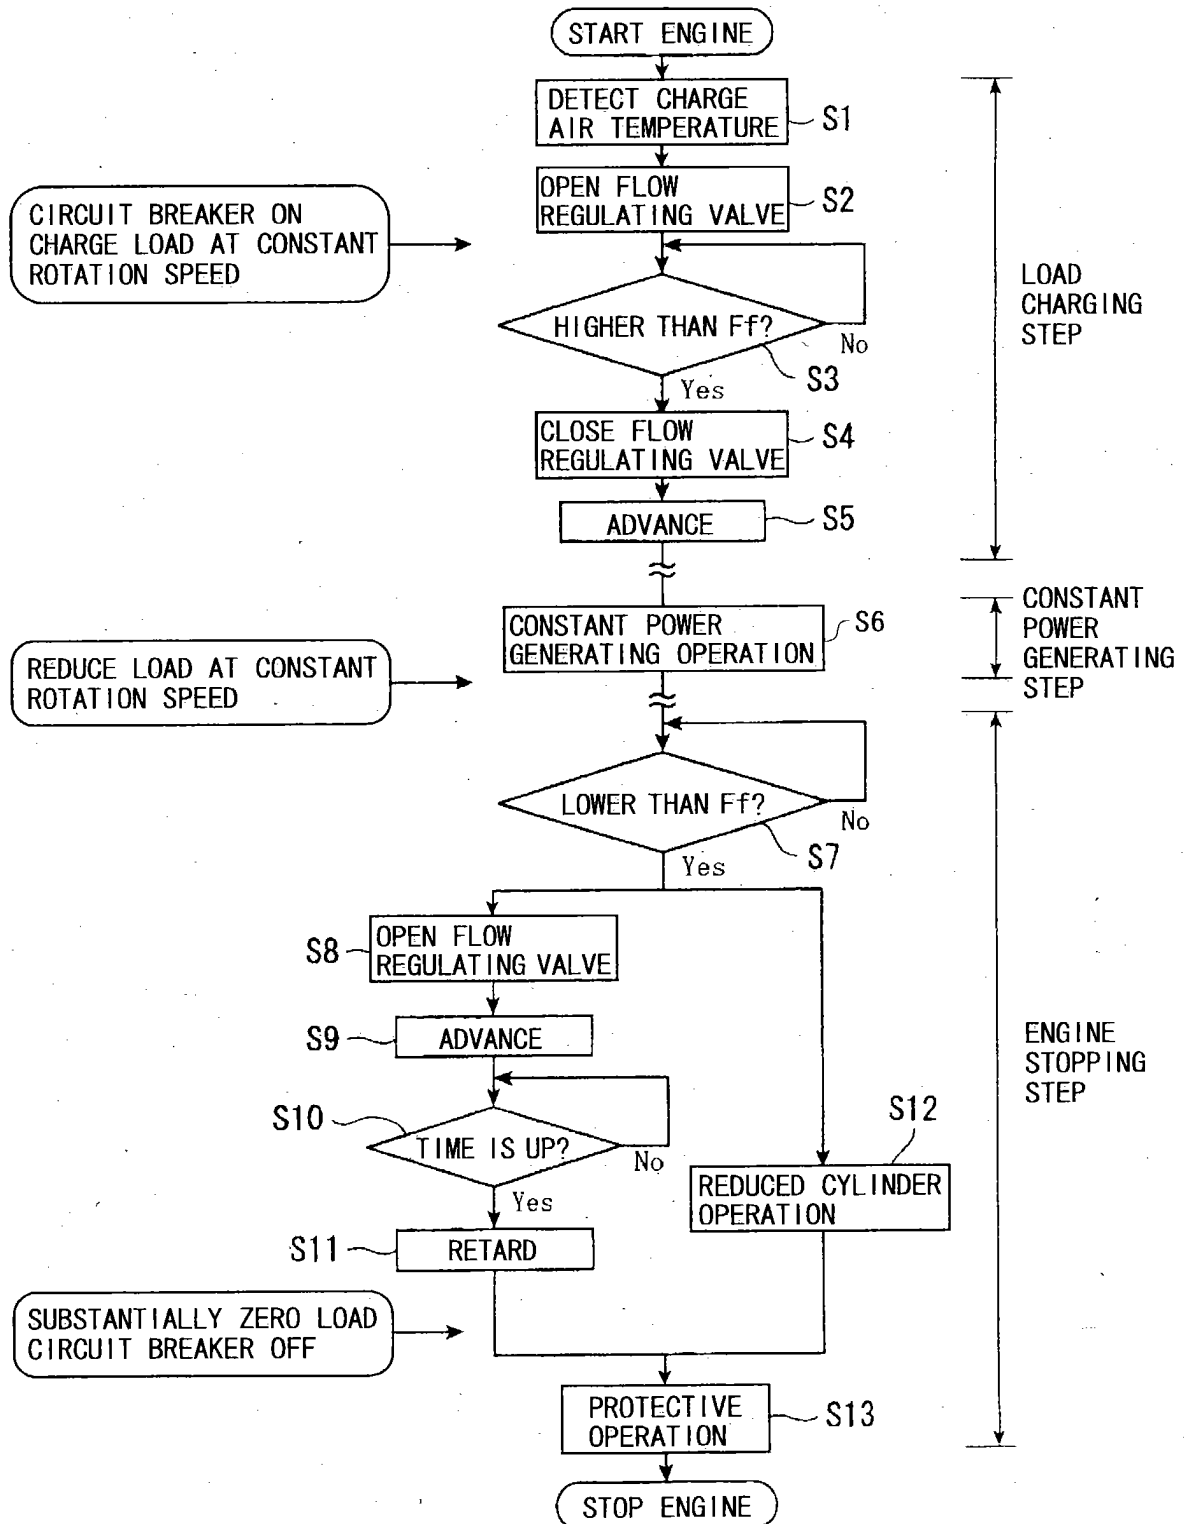 START ENGINE
DETECT CHARGE
AIR TEMPERATURE
S1
OPEN FLOW
REGULATING VALVE
S2
CIRCUIT BREAKER ON
CHARGE LOAD AT CONSTANT
ROTATION SPEED
LOAD
CHARGING
STEP
HIGHER THAN Ff?
No
S3
Yes
CLOSE FLOW
REGULATING VALVE
S4
ADVANCE
S5
CONSTANT POWER
GENERATING OPERATION
S6
CONSTANT
POWER
GENERATING
STEP
REDUCE LOAD AT CONSTANT
ROTATION SPEED
LOWER THAN Ff?
No
S7
Yes
S8
OPEN FLOW
REGULATING VALVE
S9
ADVANCE
ENGINE
STOPPING
STEP
S10
TIME IS UP?
No
Yes
S12
REDUCED CYLINDER
OPERATION
S11
RETARD
SUBSTANTIALLY ZERO LOAD
CIRCUIT BREAKER OFF
PROTECTIVE
OPERATION
S13
STOP ENGINE